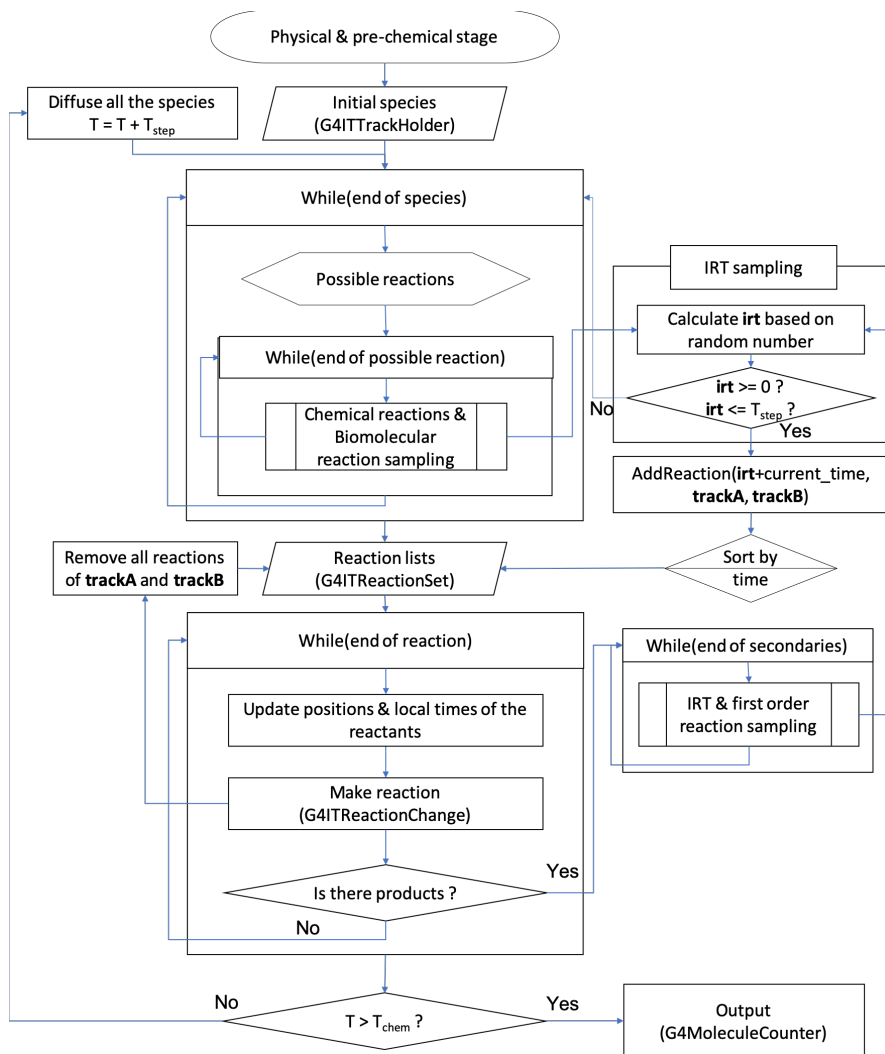 Physical & pre-chemical stage
Diffuse all the species
T = T + Tstep
Initial species
(G4ITTrackHolder)
While(end of species)
Possible reactions
IRT sampling
Calculate irt based on
random number
While(end of possible reaction)
irt >= 0 ?
irt <= Tstep ?
No
Yes
Chemical reactions &
Biomolecular
reaction sampling
AddReaction(irt+current_time,
trackA, trackB)
Remove all reactions
of trackA and trackB
Reaction lists
(G4ITReactionSet)
Sort by
time
While(end of reaction)
While(end of secondaries)
Update positions & local times of the
reactants
IRT & first order
reaction sampling
Make reaction
(G4ITReactionChange)
Is there products ?
Yes
No
No
T > Tchem ?
Yes
Output
(G4MoleculeCounter)